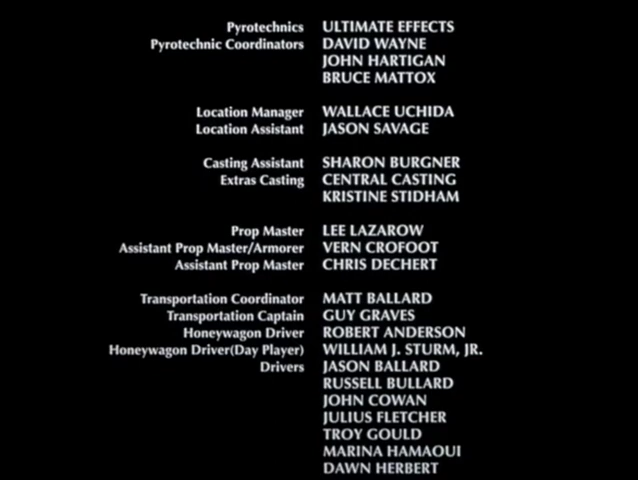 Pyrotechnics ULTIMATE EFFECTS
Pyrotechnic Coordinators DAVID WAYNE
JOHN HARTIGAN
BRUCE MATTOX
Location Manager WALLACE UCHIDA
Location Assistant JASON SAVAGE
Casting Assistant SHARON BURGNER
Extras Casting CENTRAL CASTING
KRISTINE STIDHAM
Prop Master LEE LAZAROW
Assistant Prop Master/Armorer VERN CROFOOT
Assistant Prop Master CHRIS DECHERT
Transportation Coordinator MATT BALLARD
Transportation Captain GUY GRAVES
Honeywagon Driver ROBERT ANDERSON
Honeywagon Driver(Day Player) WILLIAM J. STURM, JR.
Drivers JASON BALLARD
RUSSELL BULLARD
JOHN COWAN
JULIUS FLETCHER
TROY GOULD
MARINA HAMAOUI
DAWN HERBERT